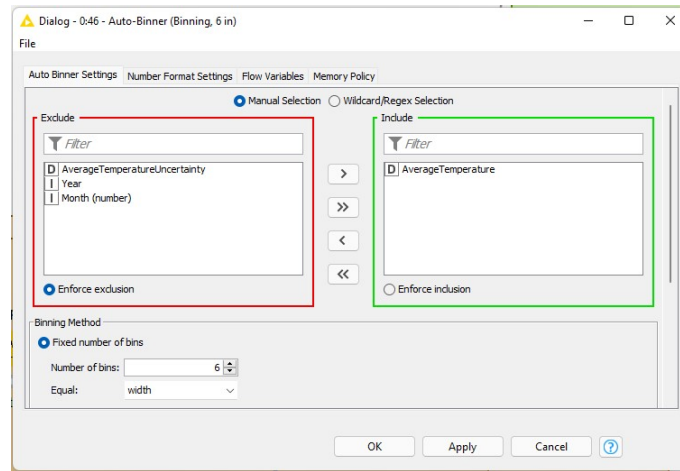 Dialog - 0:46 - Auto-Binner (Binning, 6 in)
File
Auto Binner Settings Number Format Settings Flow Variables Memory Policy
Manual Selection Wildcard/Regex Selection
Exclude
Filter
D AverageTemperatureUncertainty
I Year
I Month (number)
Enforce exclusion
>
>>
<
<<
Include
Filter
D AverageTemperature
Enforce inclusion
Binning Method
Fixed number of bins
Number of bins: 6
Equal: width
OK Apply Cancel ?